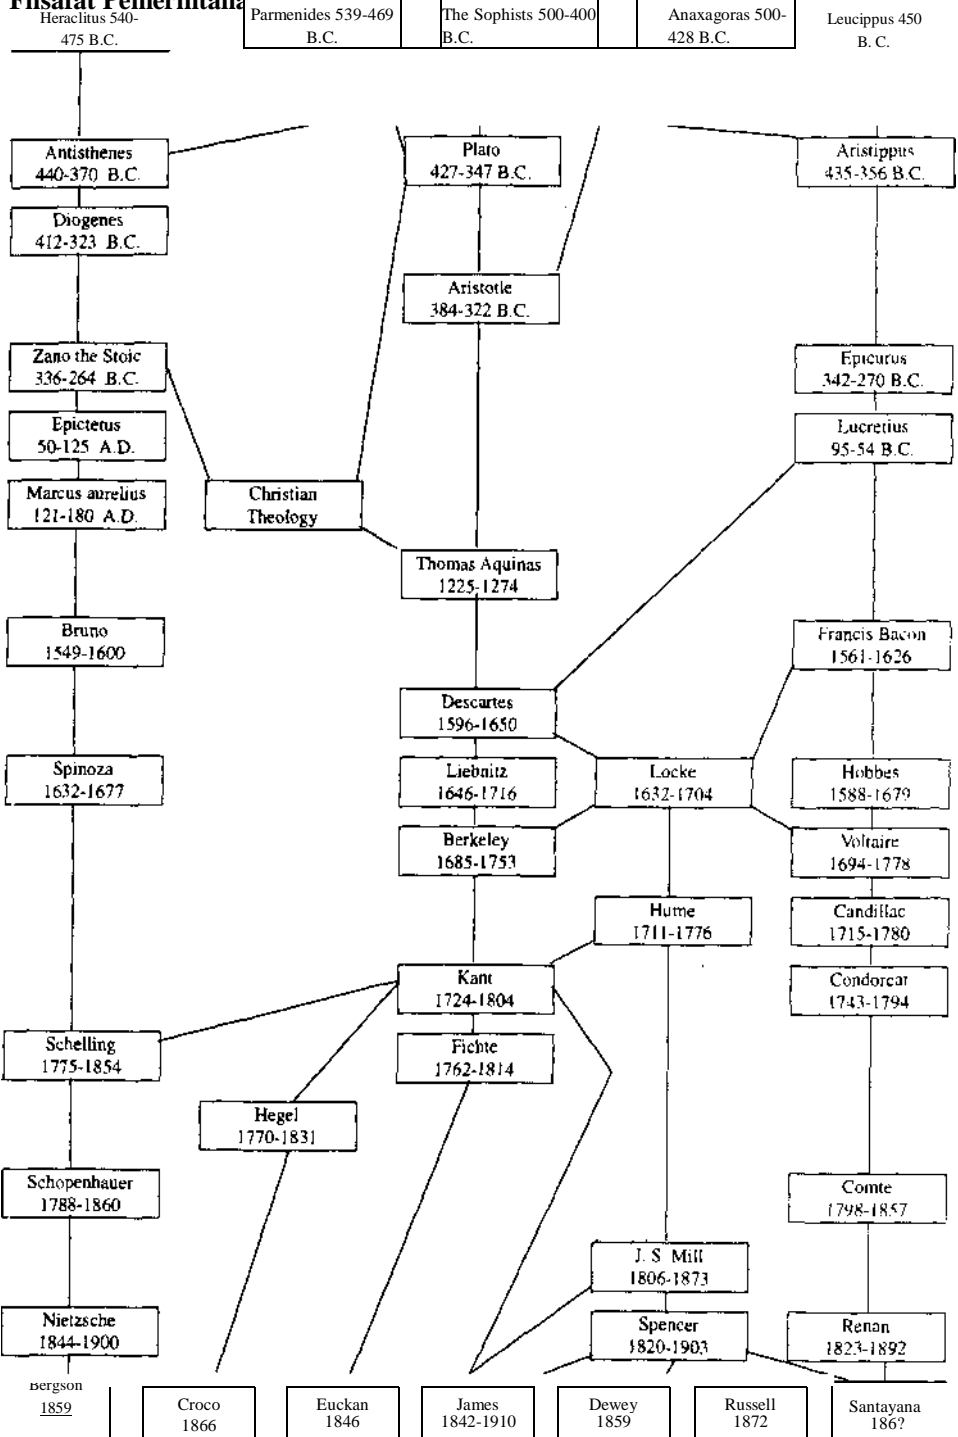 Heraclitus 540-
475 B.C.
Parmenides 539-469
B.C.
The Sophists 500-400
B.C.
Anaxagoras 500-
428 B.C.
Leucippus 450
B. C.
Antisthenes
440-370 B.C.
Plato
427-347 B.C.
Aristippus
435-356 B.C.
Diogenes
412-323 B.C.
Aristotle
384-322 B.C.
Zano the Stoic
336-264 B.C.
Epicurus
342-270 B.C.
Epictetus
50-125 A.D.
Lucretius
95-54 B.C.
Marcus aurelius
121-180 A.D.
Christian
Theology
Thomas Aquinas
1225-1274
Bruno
1549-1600
Francis Bacon
1561-1626
Descartes
1596-1650
Spinoza
1632-1677
Liebnitz
1646-1716
Locke
1632-1704
Hobbes
1588-1679
Berkeley
1685-1753
Voltaire
1694-1778
Hume
1711-1776
Candillac
1715-1780
Kant
1724-1804
Condorcar
1743-1794
Schelling
1775-1854
Fichte
1762-1814
Hegel
1770-1831
Schopenhauer
1788-1860
Comte
1798-1857
J. S. Mill
1806-1873
Nietzsche
1844-1900
Spencer
1820-1903
Renan
1823-1892
Bergson
1859
Croco
1866
Euckan
1846
James
1842-1910
Dewey
1859
Russell
1872
Santayana
186?